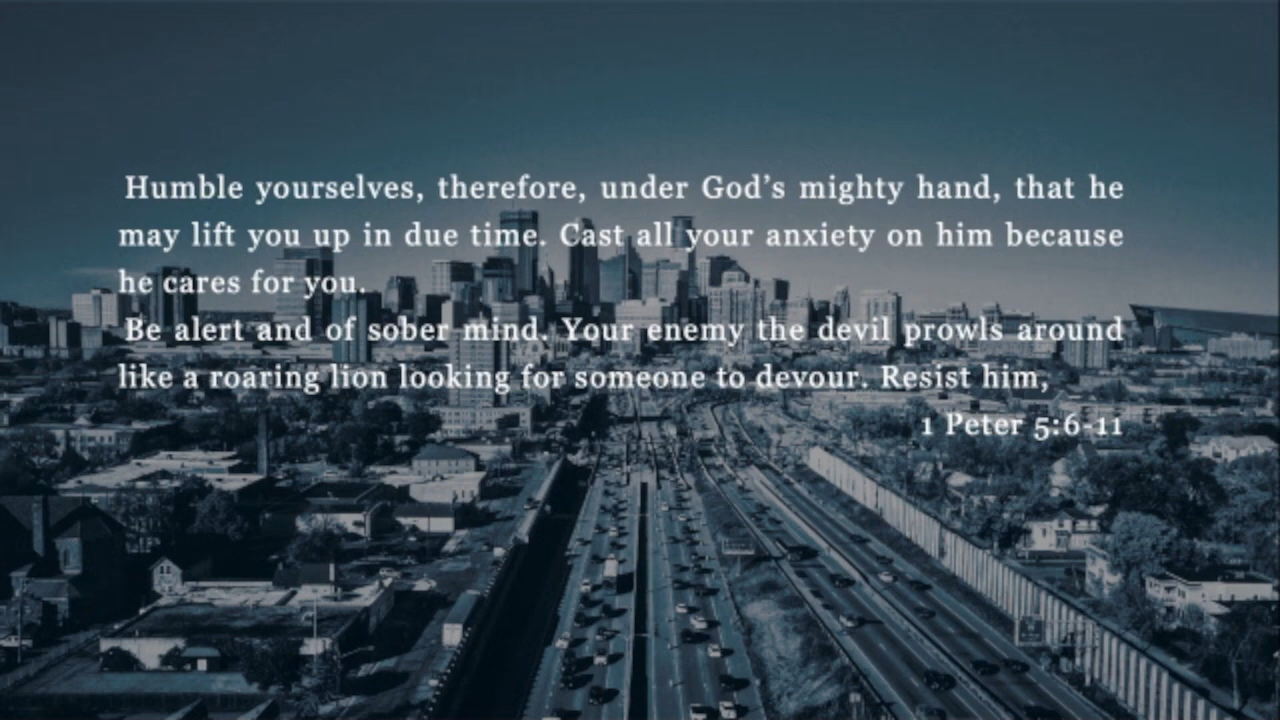 Humble yourselves, therefore, under God’s mighty hand, that he
may lift you up in due time. Cast all your anxiety on him because
he cares for you.
Be alert and of sober mind. Your enemy the devil prowls around
like a roaring lion looking for someone to devour. Resist him,
1 Peter 5:6-11